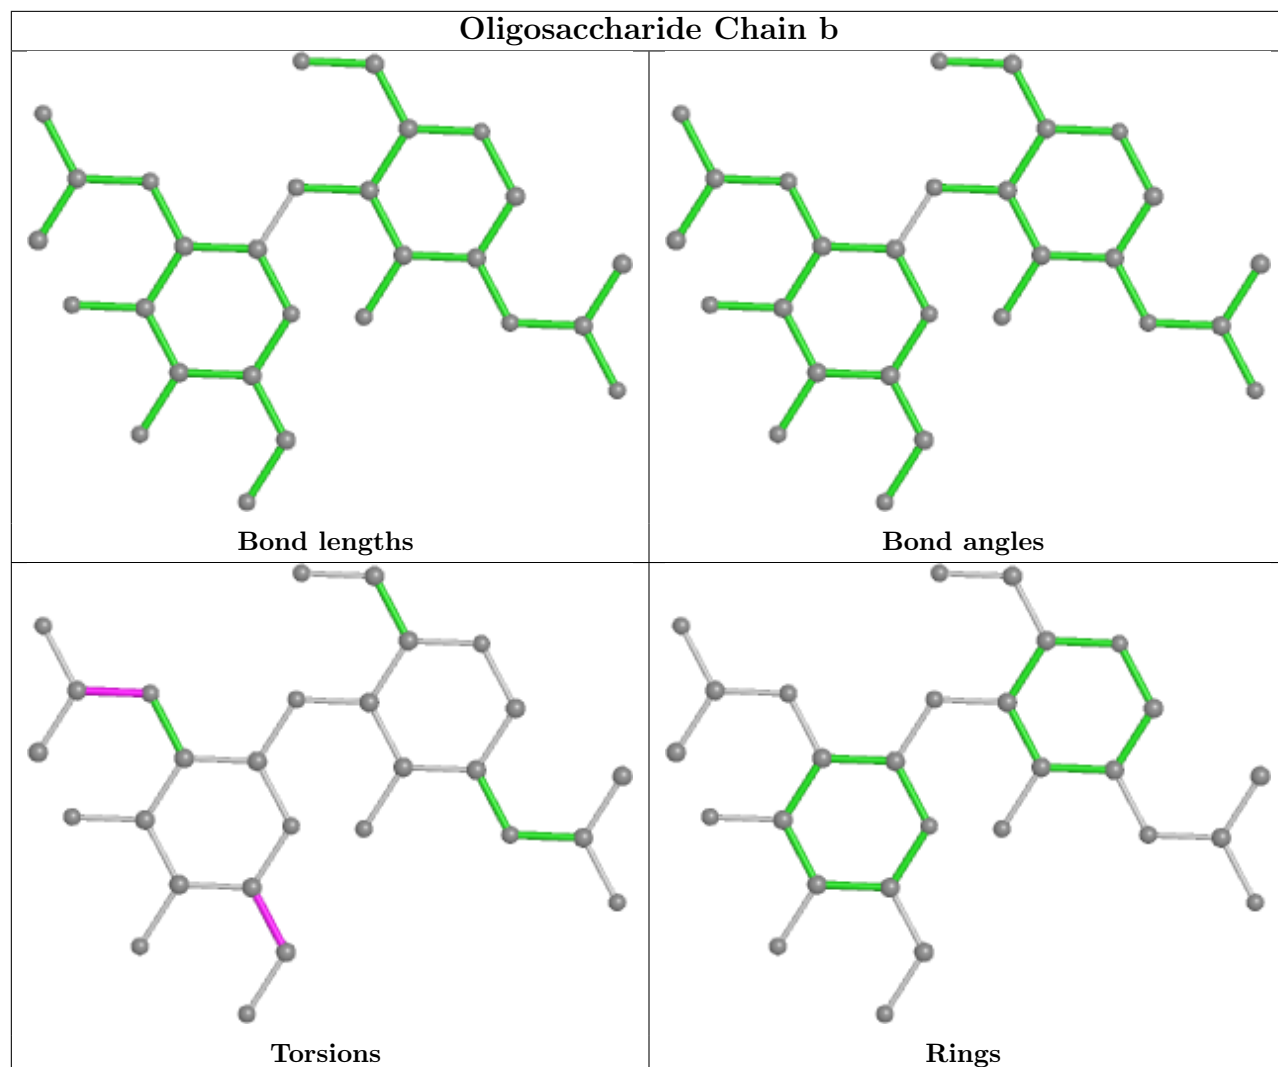 Oligosaccharide Chain b
Bond lengths
Bond angles
Torsions
Rings